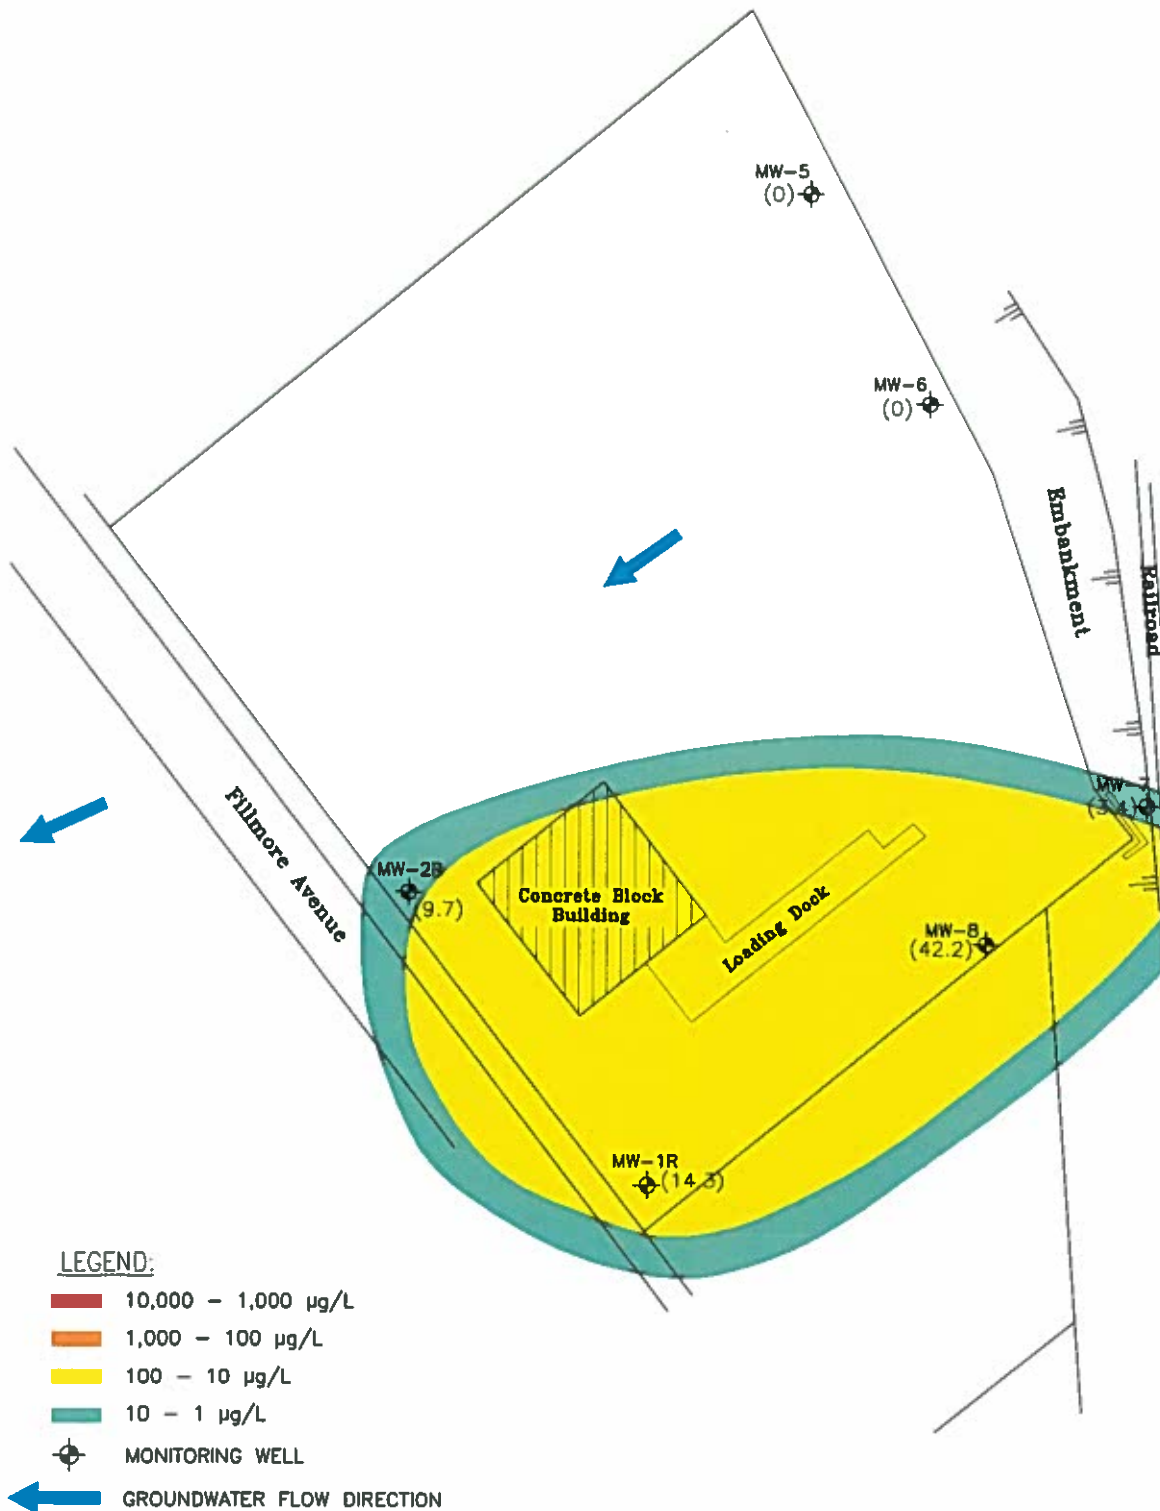 MW-5
(0)
MW-6
(0)
Embankment
Railroad
Fillmore Avenue
MW-2R
(9.7)
Concrete Block
Building
Loading Dock
MW-8
(42.2)
MW-1R
(14.3)
LEGEND:
10,000 - 1,000 µg/L
1,000 - 100 µg/L
100 - 10 µg/L
10 - 1 µg/L
MONITORING WELL
GROUNDWATER FLOW DIRECTION